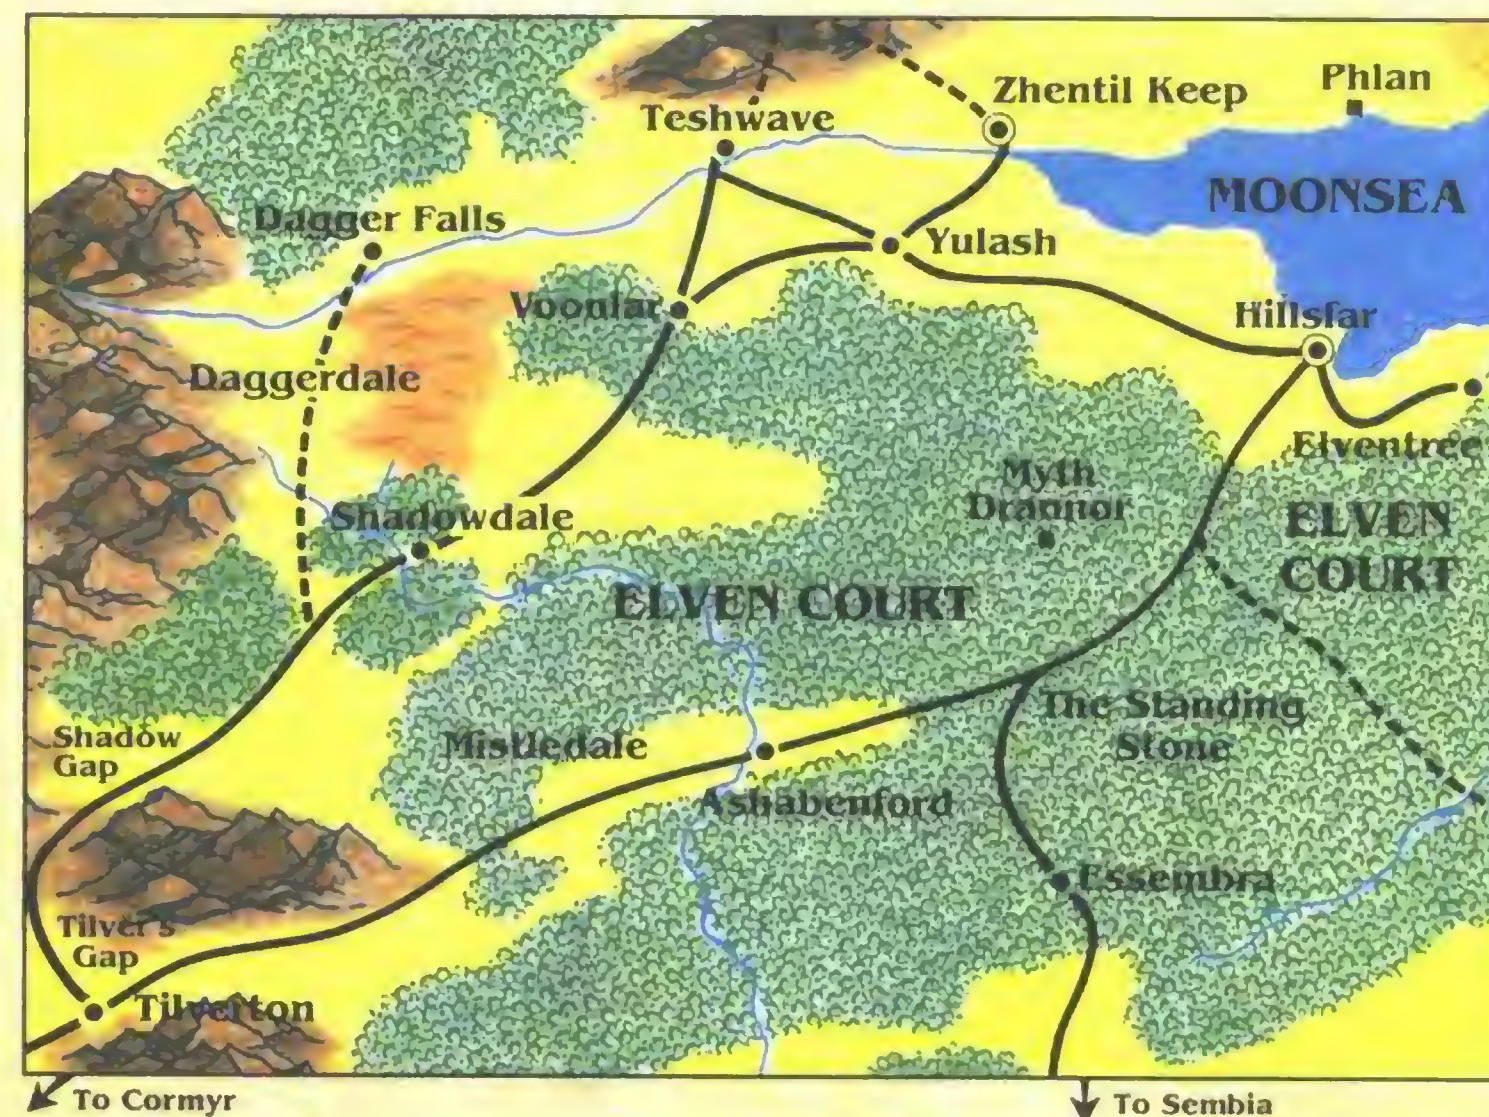 Phlan
Zhentil Keep
Teshwave
MOONSEA
Dagger Falls
Yulash
Voonlar
Hillsfar
Daggerdale
Elventree
Myth
Drannor
Shadowdale
ELVEN
COURT
ELVEN COURT
The Standing
Stone
Shadow
Gap
Mistledale
Ashabenford
Essembra
Tilver's
Gap
Tilverton
To Cormyr
To Sembia